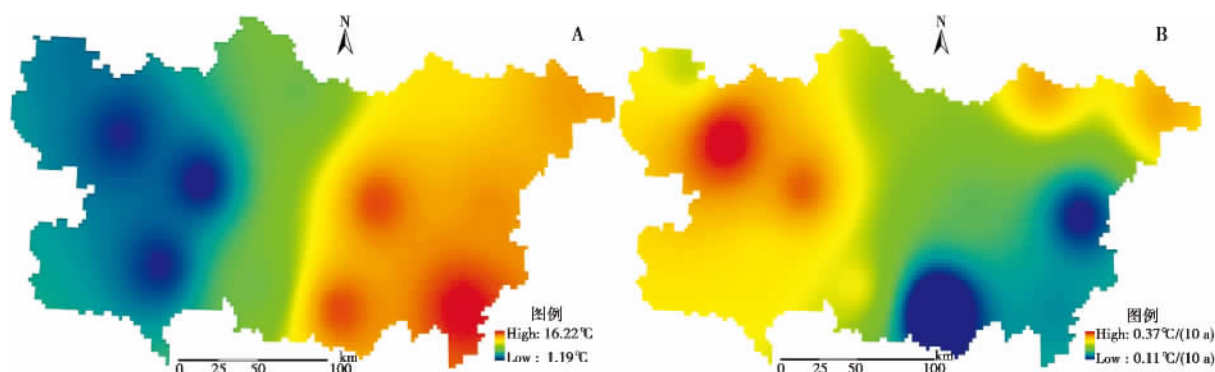 N
A
图例
High: 16.22℃
Low : 1.19℃
km
0 25 50 100
N
B
图例
High: 0.37℃/(10 a)
Low : 0.11℃/(10 a)
km
0 25 50 100